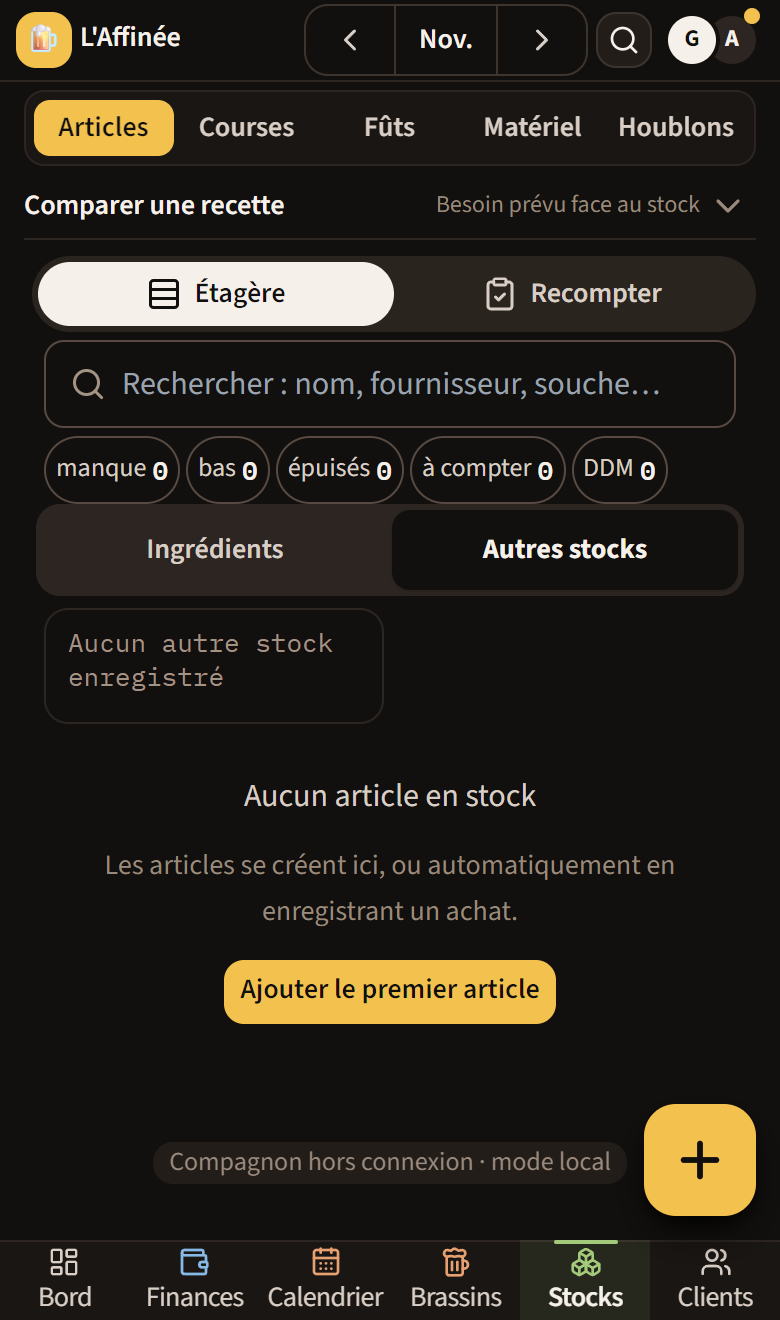 L'Affinée
Nov.
G
A
Articles
Courses
Fûts
Matériel
Houblons
Comparer une recette
Besoin prévu face au stock
Étagère
Recompter
Rechercher : nom, fournisseur, souche…
manque 0
bas 0
épuisés 0
à compter 0
DDM 0
Ingrédients
Autres stocks
Aucun autre stock
enregistré
Aucun article en stock
Les articles se créent ici, ou automatiquement en
enregistrant un achat.
Ajouter le premier article
Compagnon hors connexion · mode local
Bord
Finances
Calendrier
Brassins
Stocks
Clients